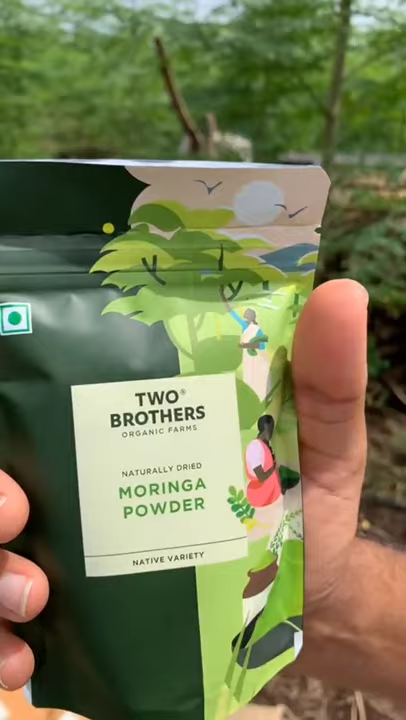 TWO®
BROTHERS
ORGANIC FARMS
NATURALLY DRIED
MORINGA
POWDER
NATIVE VARIETY